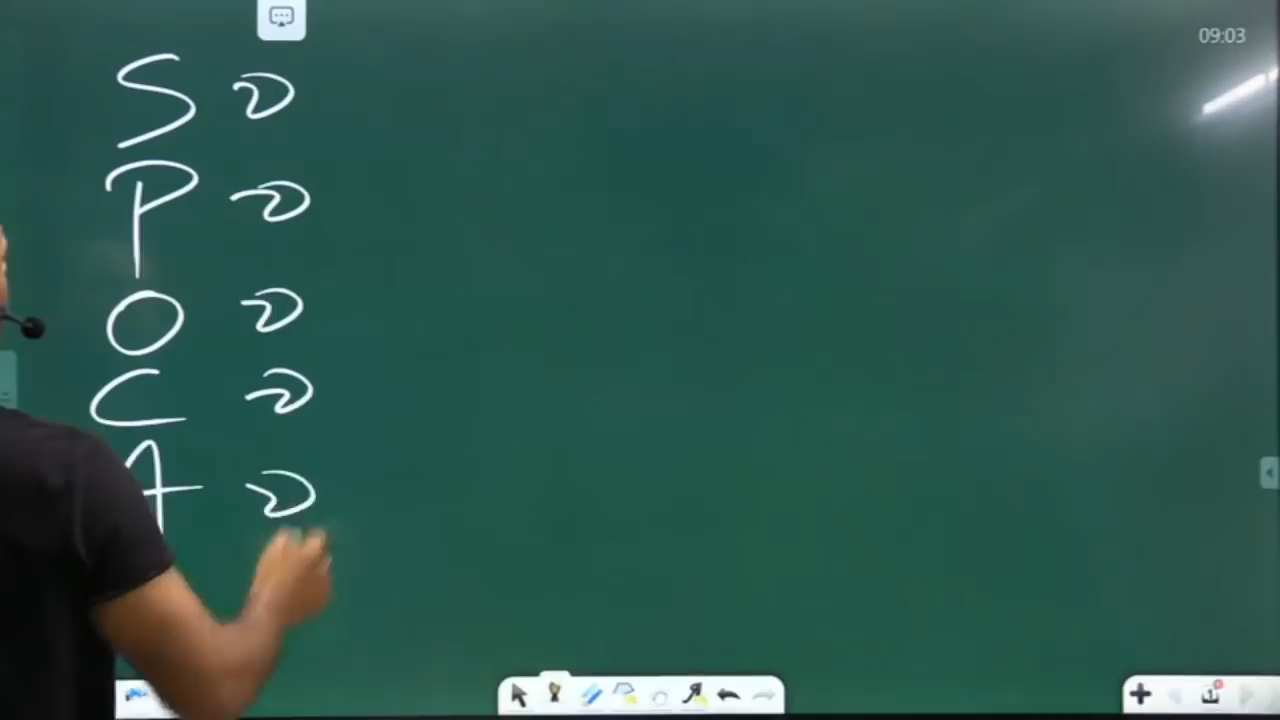 09:03
S ⇒
P ⇒
O ⇒
C ⇒
A ⇒